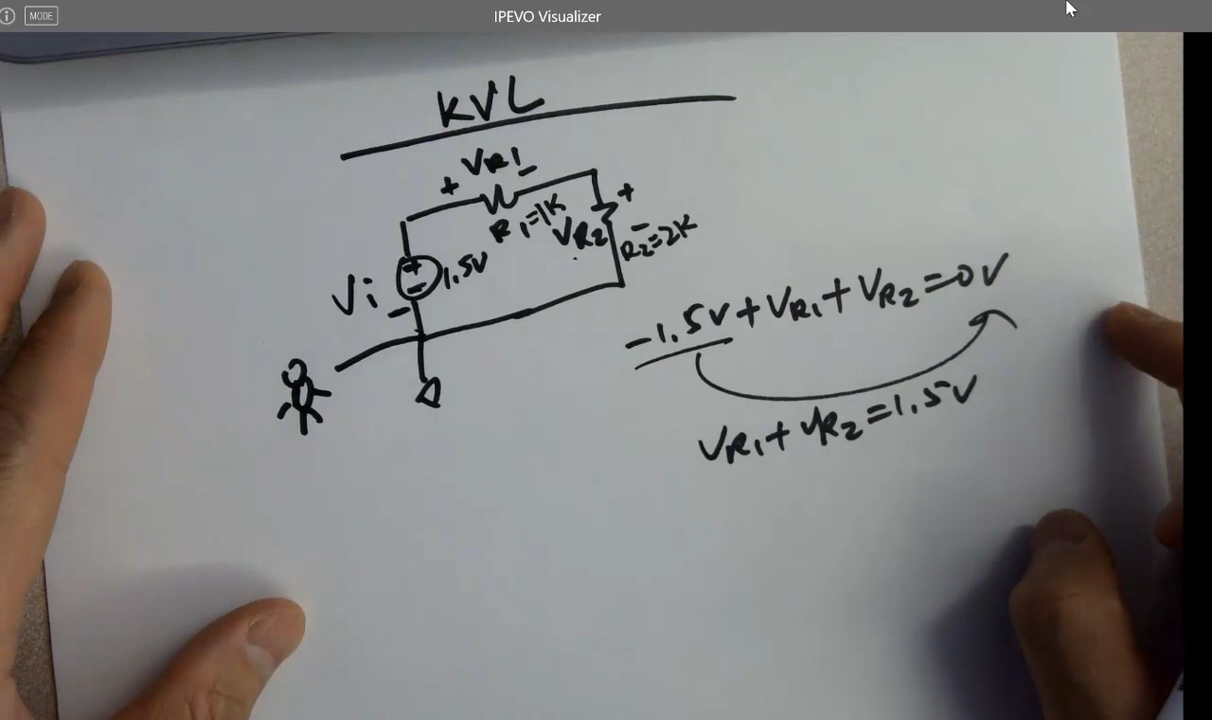 MODE
IPEVO Visualizer
KVL
+ VR1 -
R1=1K
+
VR2
-
R2=2K
Vi
+
-
1.5V
-
-1.5V+VR1+VR2=0V
VR1+VR2=1.5V